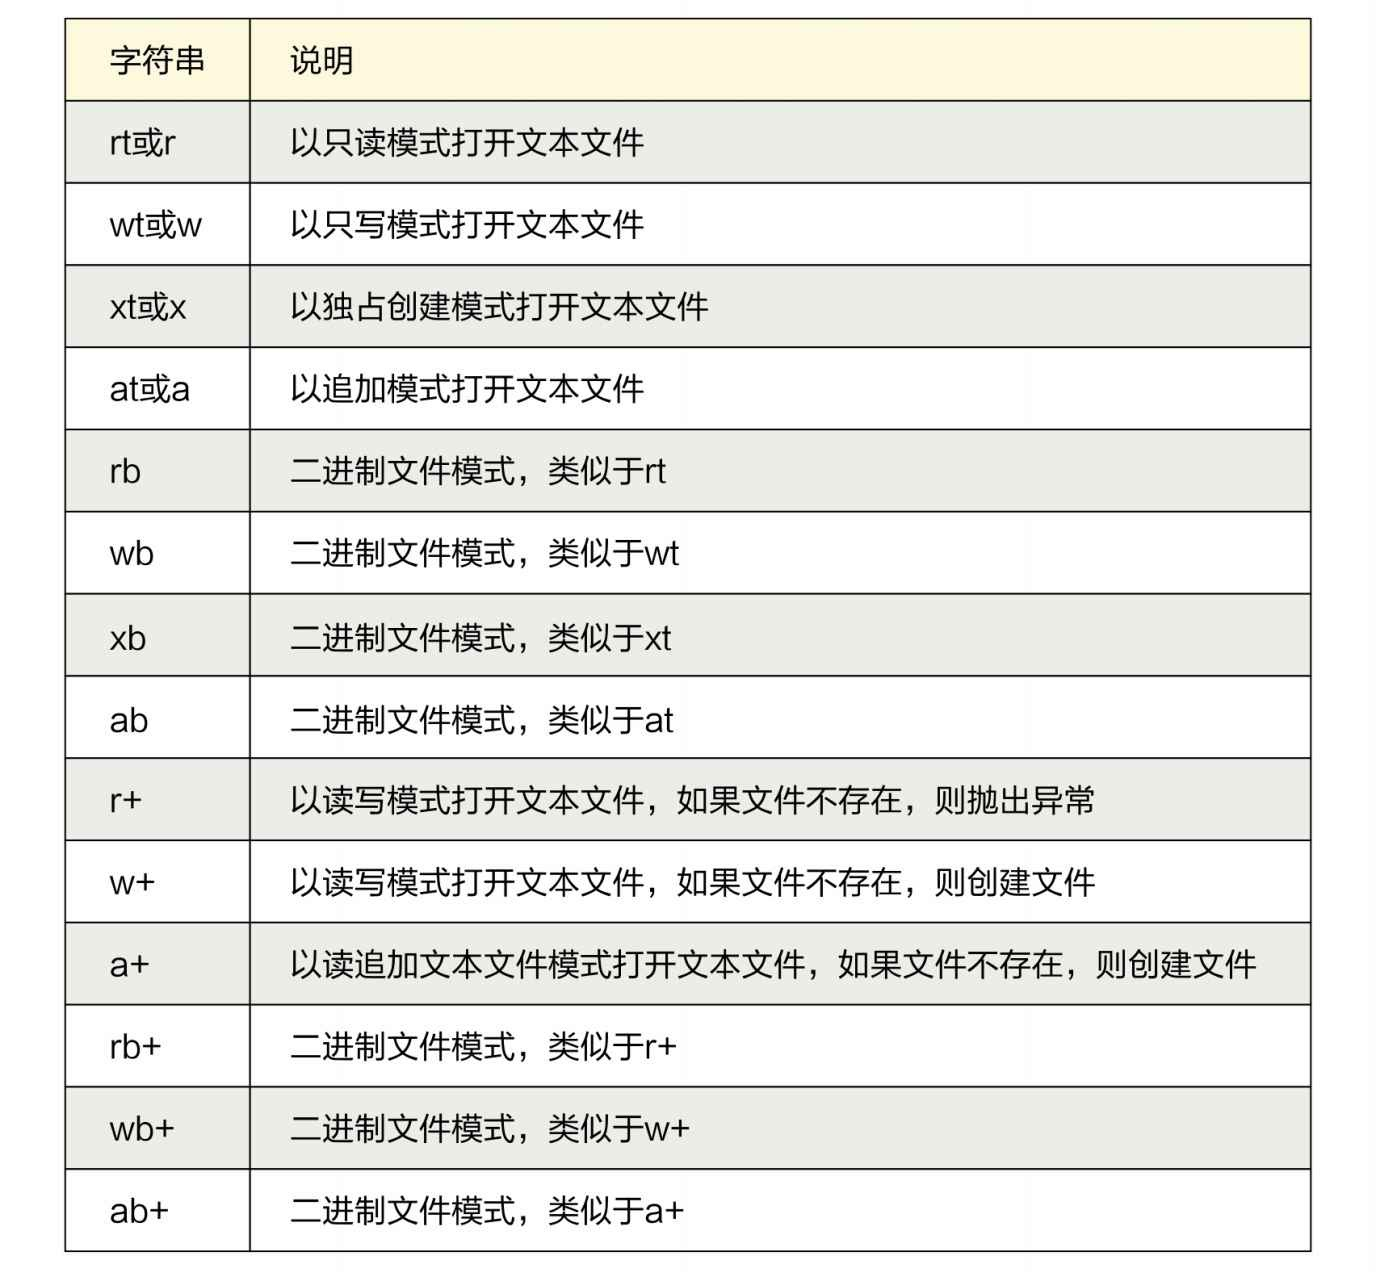 字符串 说明
rt或r 以只读模式打开文本文件
wt或w 以只写模式打开文本文件
xt或x 以独占创建模式打开文本文件
at或a 以追加模式打开文本文件
rb 二进制文件模式，类似于rt
wb 二进制文件模式，类似于wt
xb 二进制文件模式，类似于xt
ab 二进制文件模式，类似于at
r+ 以读写模式打开文本文件，如果文件不存在，则抛出异常
w+ 以读写模式打开文本文件，如果文件不存在，则创建文件
a+ 以读追加文本文件模式打开文本文件，如果文件不存在，则创建文件
rb+ 二进制文件模式，类似于r+
wb+ 二进制文件模式，类似于w+
ab+ 二进制文件模式，类似于a+